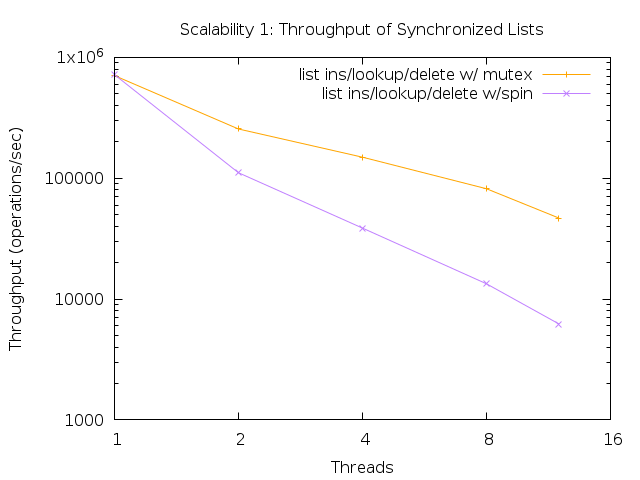 Scalability 1: Throughput of Synchronized Lists
1x10^6
100000
10000
1000
Throughput (operations/sec)
list ins/lookup/delete w/ mutex
list ins/lookup/delete w/spin
1 2 4 8 16
Threads